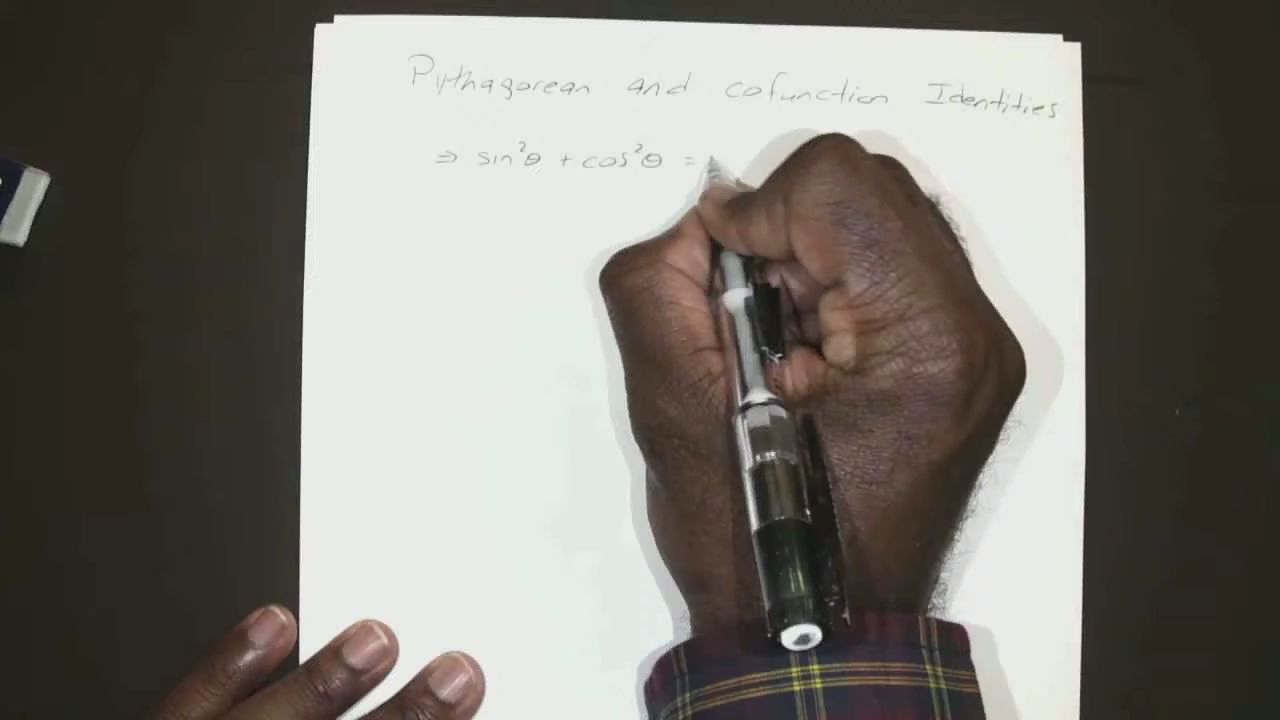 Pythagorean and cofunction Identities
⇒ sin²θ + cos²θ =